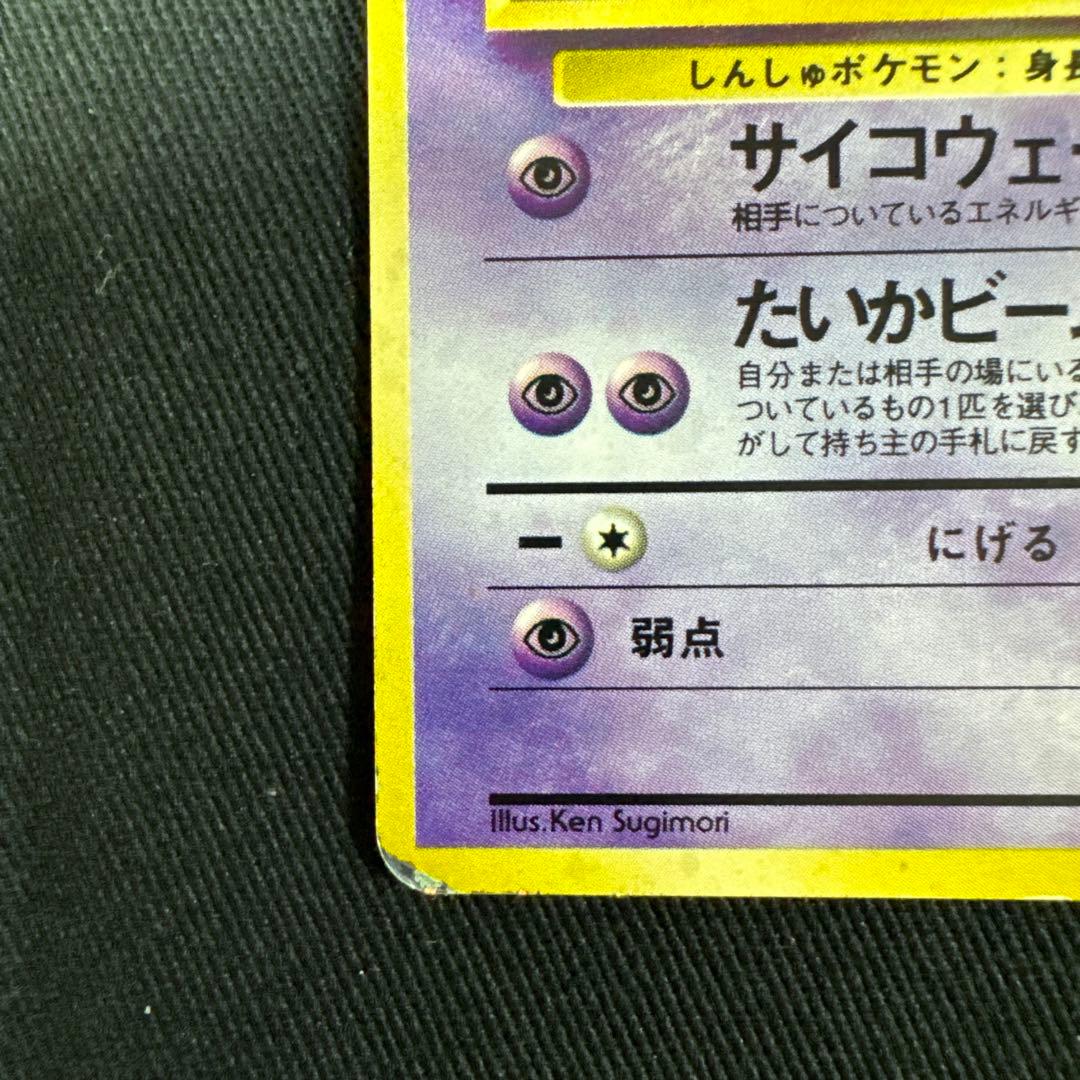 しんしゅポケモン：身長
サイコウェー
相手についているエネルギ
たいかビー
自分または相手の場にいる
ついているもの1匹を選び、
がして持ち主の手札に戻す
ー
にげる
弱点
Illus.Ken Sugimori